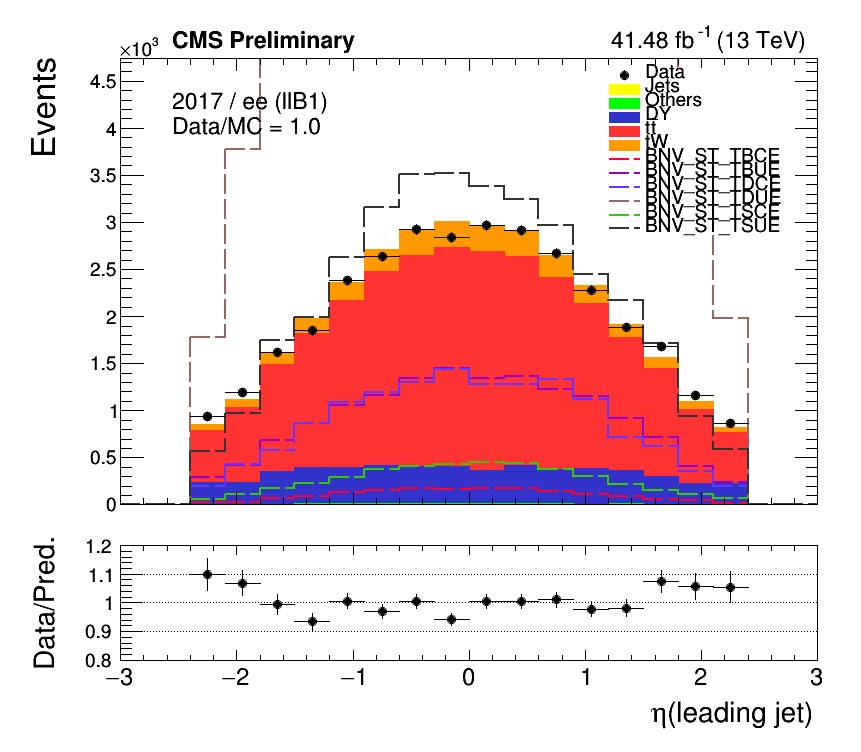 CMS Preliminary
41.48 fb⁻¹ (13 TeV)
×10³
Events
2017 / ee (llB1)
Data/MC = 1.0
Data
Jets
Others
DY
tt
tW
BNV_ST_TBCE
BNV_ST_TBUE
BNV_ST_TDCE
BNV_ST_TDUE
BNV_ST_TSCE
BNV_ST_TSUE
4.5
4
3.5
3
2.5
2
1.5
1
0.5
0
Data/Pred.
1.2
1.1
1
0.9
0.8
−3 −2 −1 0 1 2 3
η(leading jet)